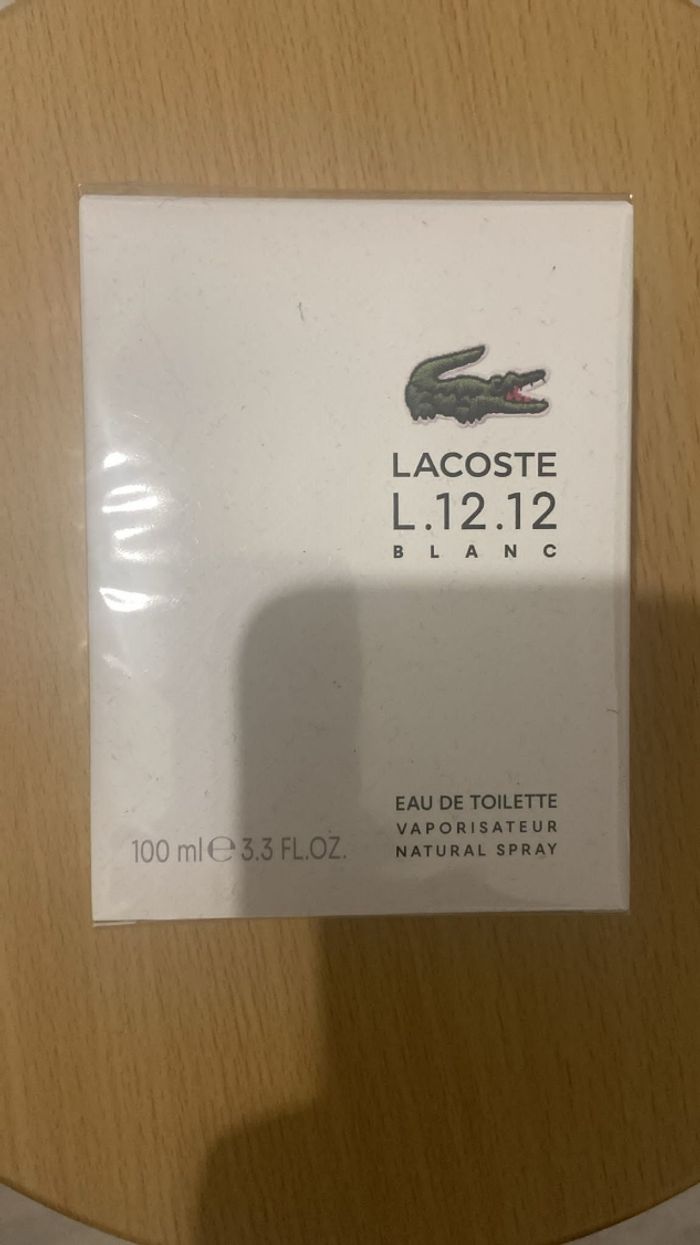 LACOSTE
L.12.12
BLANC
EAU DE TOILETTE
VAPORISATEUR
NATURAL SPRAY
100 ml ℮ 3.3 FL.OZ.